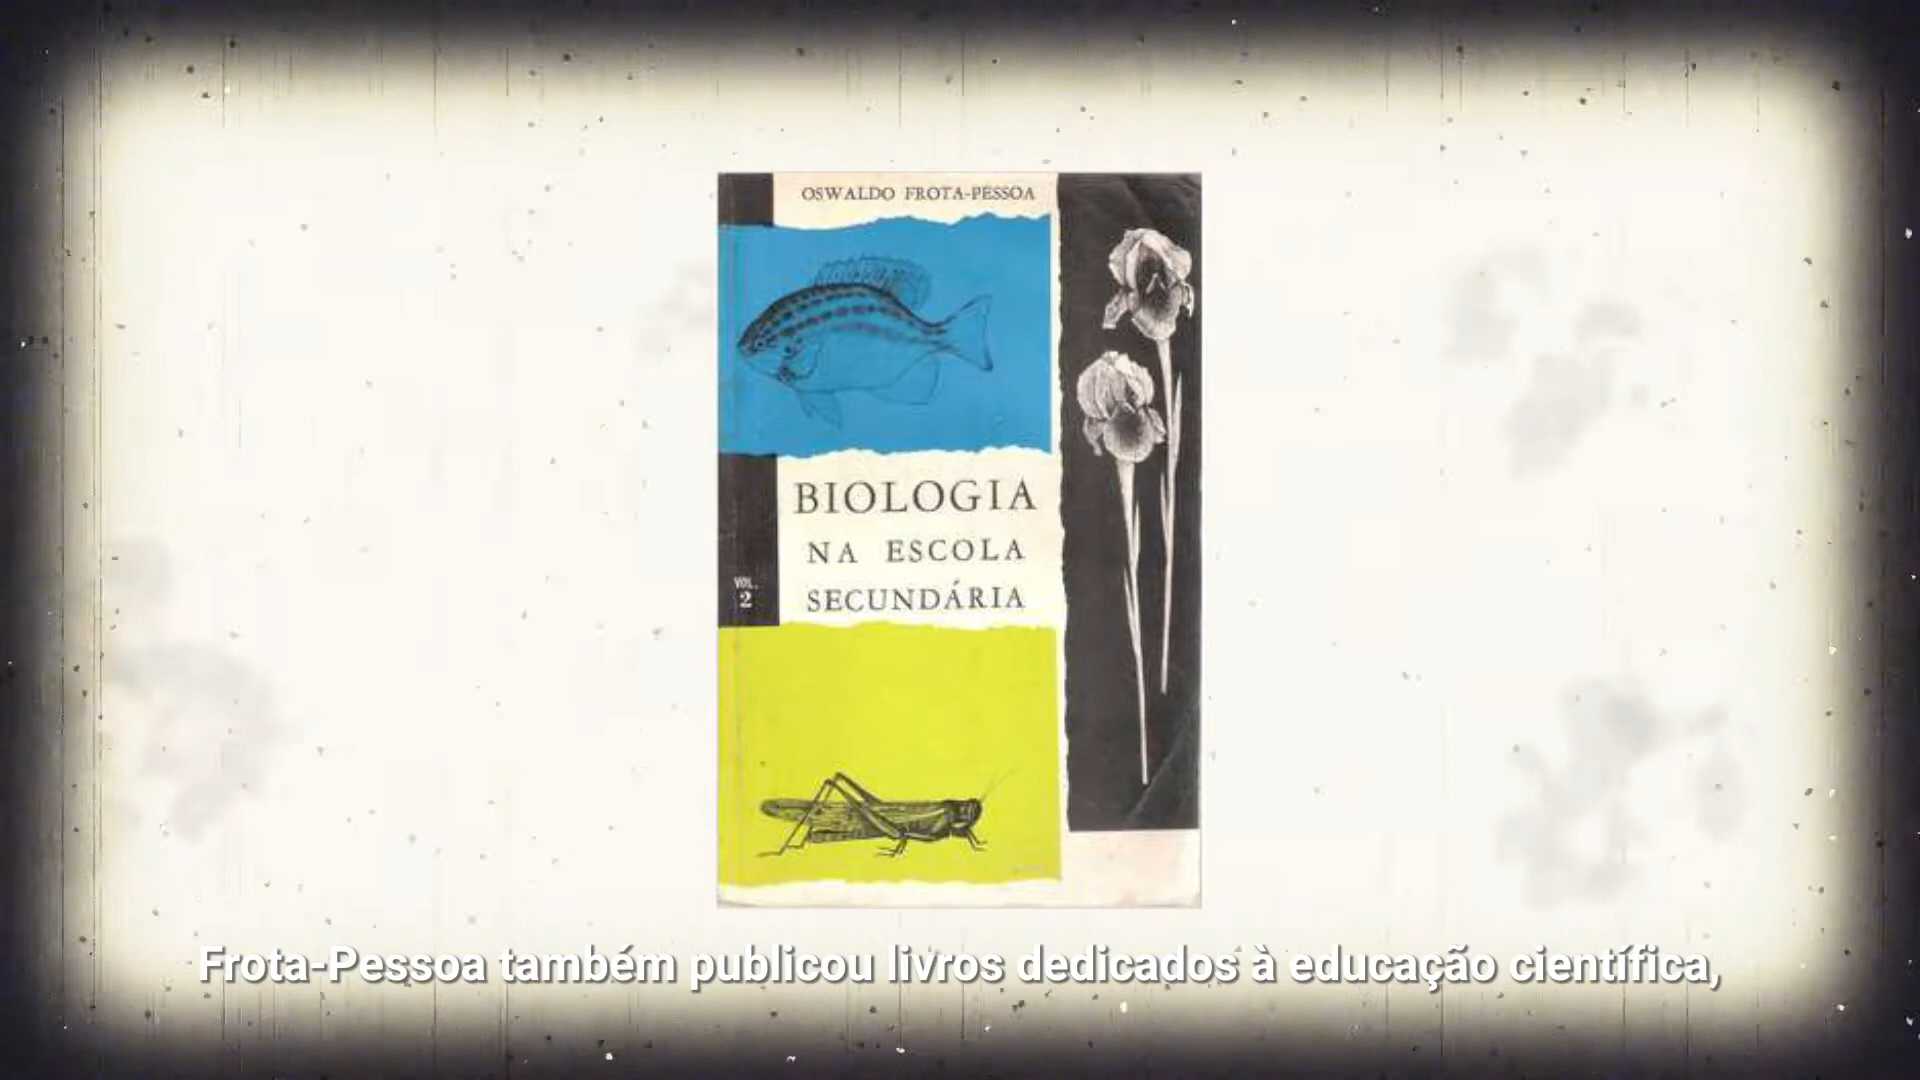 OSWALDO FROTA-PESSOA
BIOLOGIA
NA ESCOLA
SECUNDÁRIA
VOL.
2
Frota-Pessoa também publicou livros dedicados à educação científica,